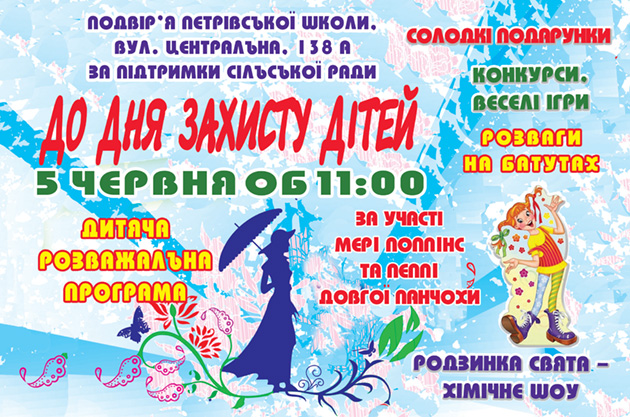 ПОДВІР'Я ПЕТРІВСЬКОЇ ШКОЛИ,
ВУЛ. ЦЕНТРАЛЬНА, 138 А
ЗА ПІДТРИМКИ СІЛЬСЬКОЇ РАДИ
ДО ДНЯ ЗАХИСТУ ДІТЕЙ
5 ЧЕРВНЯ ОБ 11:00
СОЛОДКІ ПОДАРУНКИ
КОНКУРСИ,
ВЕСЕЛІ ІГРИ
РОЗВАГИ
НА БАТУТАХ
ДИТЯЧА
РОЗВАЖАЛЬНА
ПРОГРАМА
ЗА УЧАСТІ
МЕРІ ПОППІНС
ТА ПЕППІ
ДОВГОЇ ПАНЧОХИ
РОДЗИНКА СВЯТА –
ХІМІЧНЕ ШОУ